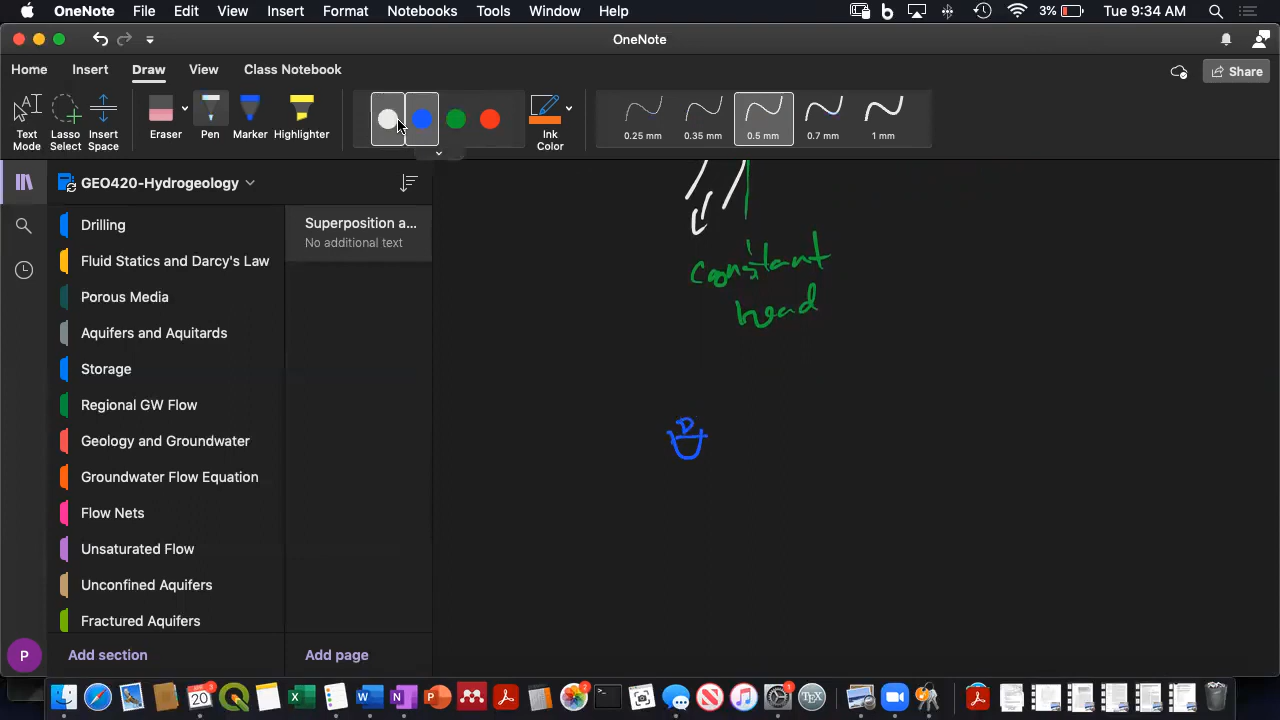 OneNote File Edit View Insert Format Notebooks Tools Window Help
3% Tue 9:34 AM
OneNote
Home Insert Draw View Class Notebook
Share
Text Mode
Lasso Select
Insert Space
Eraser
Pen
Marker
Highlighter
Ink Color
0.25 mm
0.35 mm
0.5 mm
0.7 mm
1 mm
GEO420-Hydrogeology
Drilling
Fluid Statics and Darcy's Law
Porous Media
Aquifers and Aquitards
Storage
Regional GW Flow
Geology and Groundwater
Groundwater Flow Equation
Flow Nets
Unsaturated Flow
Unconfined Aquifers
Fractured Aquifers
Add section
Superposition a...
No additional text
Add page
constant
head
P
20